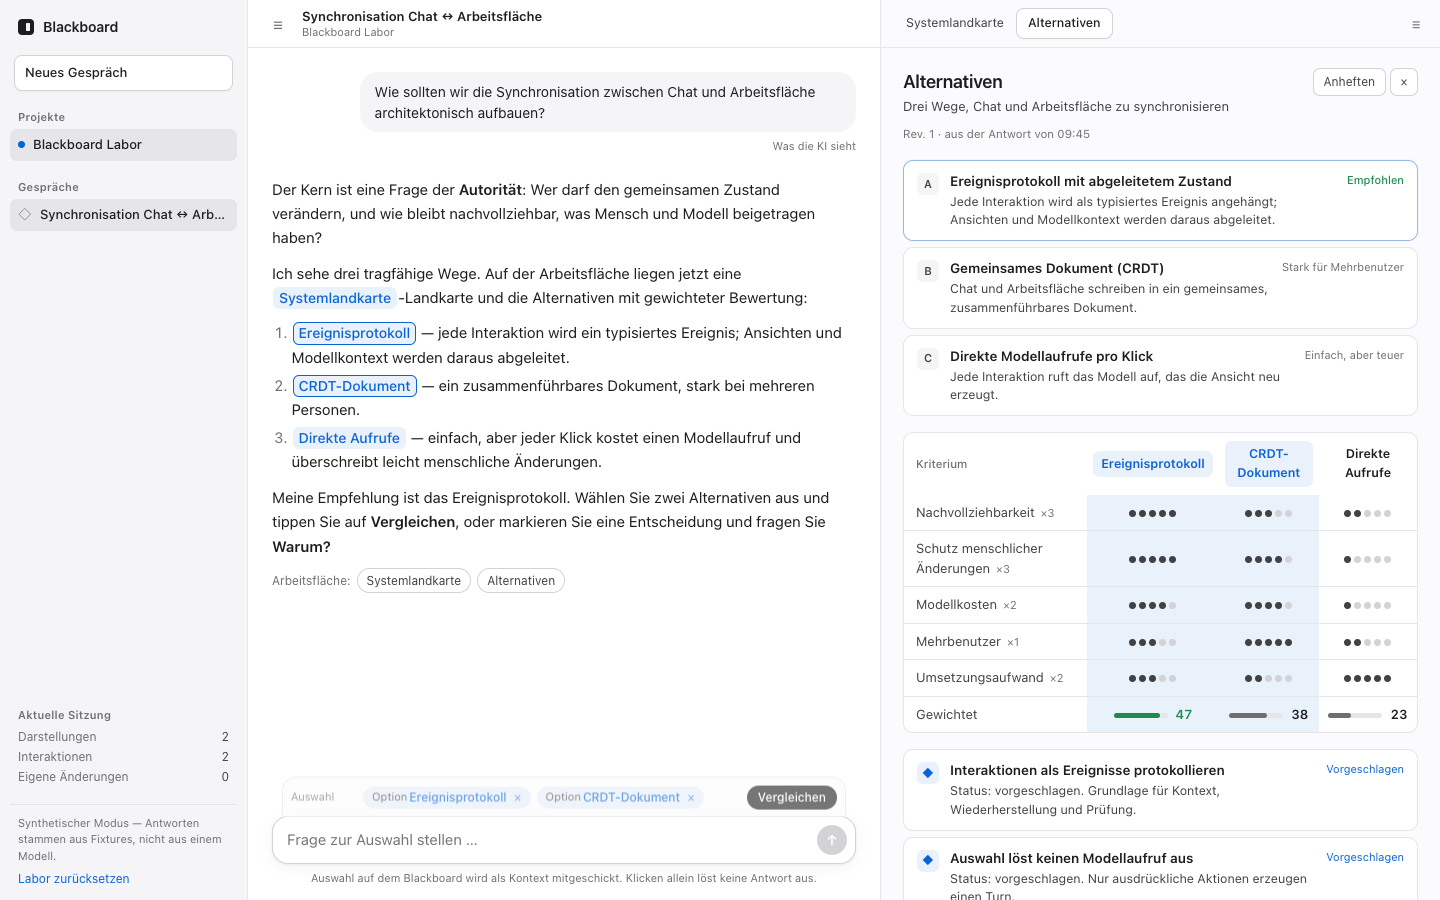 Blackboard
Neues Gespräch
Projekte
Blackboard Labor
Gespräche
Synchronisation Chat ↔ Arb...
Aktuelle Sitzung
Darstellungen 2
Interaktionen 2
Eigene Änderungen 0
Synthetischer Modus — Antworten
stammen aus Fixtures, nicht aus einem
Modell.
Labor zurücksetzen
Synchronisation Chat ↔ Arbeitsfläche
Blackboard Labor
Wie sollten wir die Synchronisation zwischen Chat und Arbeitsfläche
architektonisch aufbauen?
Was die KI sieht
Der Kern ist eine Frage der Autorität: Wer darf den gemeinsamen Zustand
verändern, und wie bleibt nachvollziehbar, was Mensch und Modell beigetragen
haben?
Ich sehe drei tragfähige Wege. Auf der Arbeitsfläche liegen jetzt eine
Systemlandkarte -Landkarte und die Alternativen mit gewichteter Bewertung:
1. Ereignisprotokoll — jede Interaktion wird ein typisiertes Ereignis; Ansichten und
Modellkontext werden daraus abgeleitet.
2. CRDT-Dokument — ein zusammenführbares Dokument, stark bei mehreren
Personen.
3. Direkte Aufrufe — einfach, aber jeder Klick kostet einen Modellaufruf und
überschreibt leicht menschliche Änderungen.
Meine Empfehlung ist das Ereignisprotokoll. Wählen Sie zwei Alternativen aus und
tippen Sie auf Vergleichen, oder markieren Sie eine Entscheidung und fragen Sie
Warum?
Arbeitsfläche: Systemlandkarte Alternativen
Auswahl Option Ereignisprotokoll × Option CRDT-Dokument × Vergleichen
Frage zur Auswahl stellen ...
Auswahl auf dem Blackboard wird als Kontext mitgeschickt. Klicken allein löst keine Antwort aus.
Systemlandkarte Alternativen
Alternativen
Anheften ×
Drei Wege, Chat und Arbeitsfläche zu synchronisieren
Rev. 1 · aus der Antwort von 09:45
A Ereignisprotokoll mit abgeleitetem Zustand Empfohlen
Jede Interaktion wird als typisiertes Ereignis angehängt;
Ansichten und Modellkontext werden daraus abgeleitet.
B Gemeinsames Dokument (CRDT) Stark für Mehrbenutzer
Chat und Arbeitsfläche schreiben in ein gemeinsames,
zusammenführbares Dokument.
C Direkte Modellaufrufe pro Klick Einfach, aber teuer
Jede Interaktion ruft das Modell auf, das die Ansicht neu
erzeugt.
Kriterium Ereignisprotokoll CRDT-Dokument Direkte Aufrufe
Nachvollziehbarkeit ×3
Schutz menschlicher
Änderungen ×3
Modellkosten ×2
Mehrbenutzer ×1
Umsetzungsaufwand ×2
Gewichtet 47 38 23
Interaktionen als Ereignisse protokollieren Vorgeschlagen
Status: vorgeschlagen. Grundlage für Kontext,
Wiederherstellung und Prüfung.
Auswahl löst keinen Modellaufruf aus Vorgeschlagen
Status: vorgeschlagen. Nur ausdrückliche Aktionen erzeugen
einen Turn.